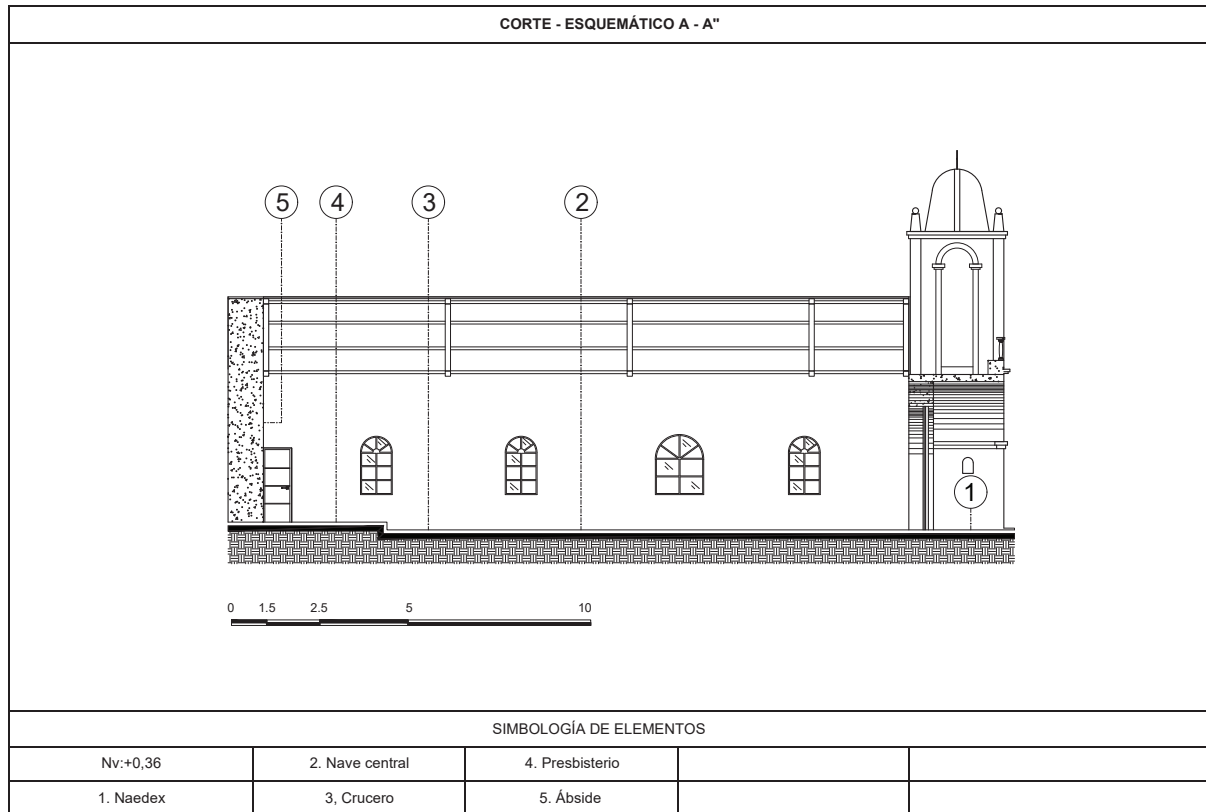 CORTE - ESQUEMÁTICO A - A"
5 4 3 2
1
0 1.5 2.5 5 10
SIMBOLOGÍA DE ELEMENTOS
Nv:+0,36 2. Nave central 4. Presbisterio
1. Naedex 3, Crucero 5. Ábside